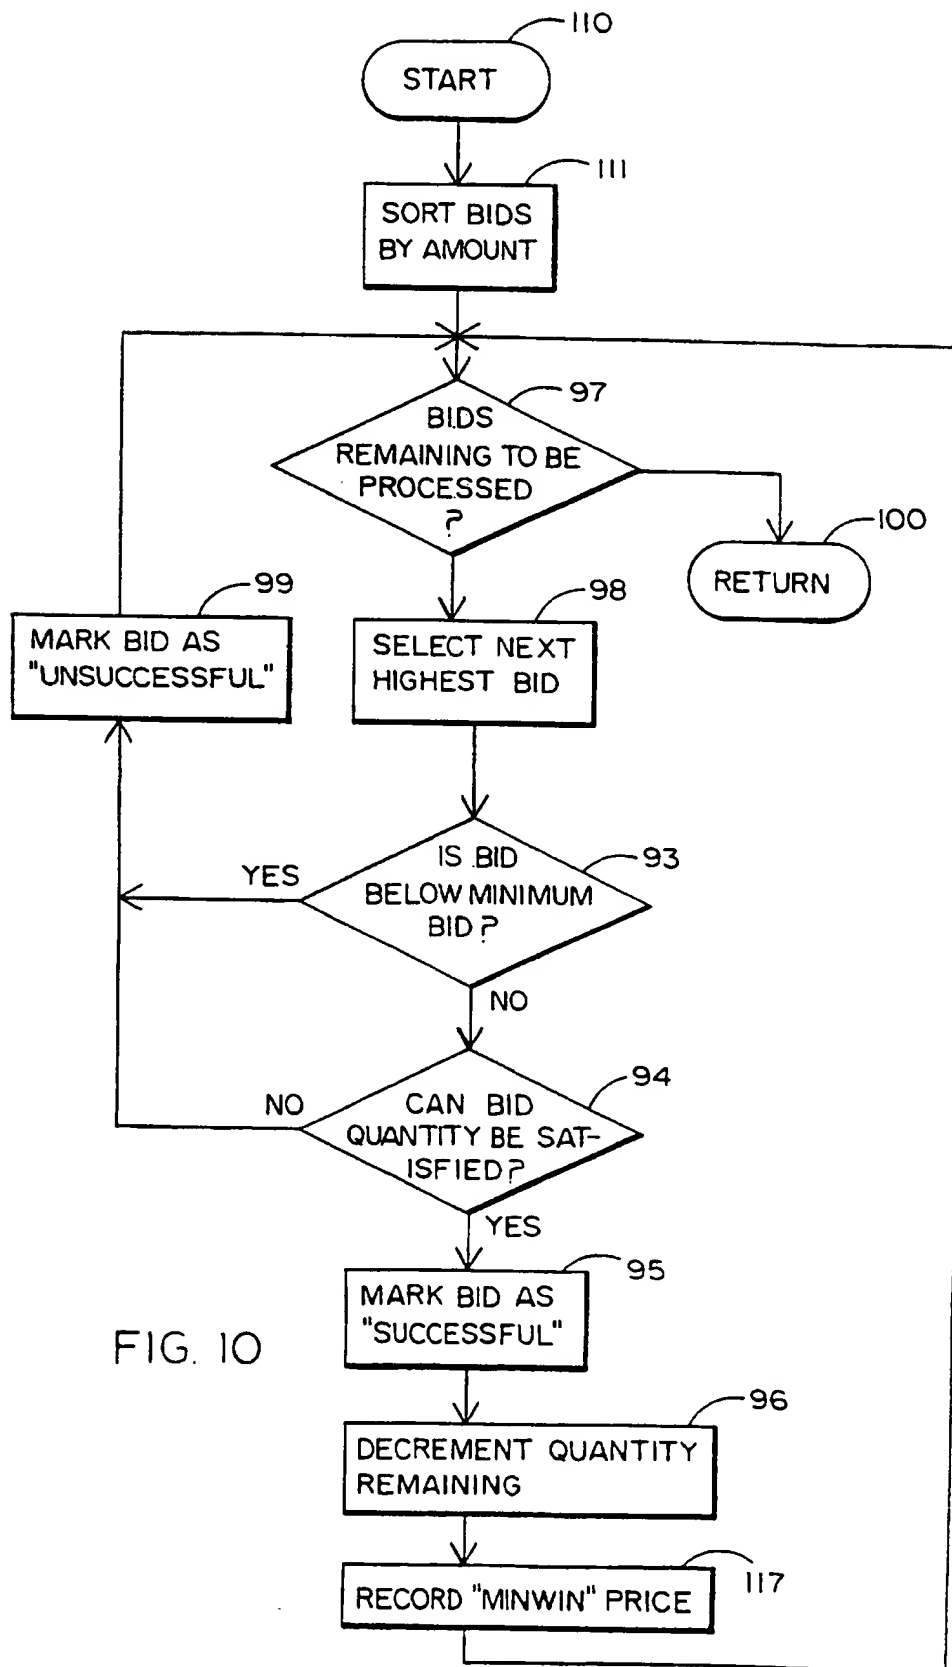 110
START
111
SORT BIDS
BY AMOUNT
97
BIDS
REMAINING TO BE
PROCESSED
?
100
RETURN
99
MARK BID AS
"UNSUCCESSFUL"
98
SELECT NEXT
HIGHEST BID
93
YES
IS BID
BELOW MINIMUM
BID?
NO
94
NO
CAN BID
QUANTITY BE SAT-
ISFIED?
YES
95
MARK BID AS
"SUCCESSFUL"
FIG. 10
96
DECREMENT QUANTITY
REMAINING
117
RECORD "MINWIN" PRICE